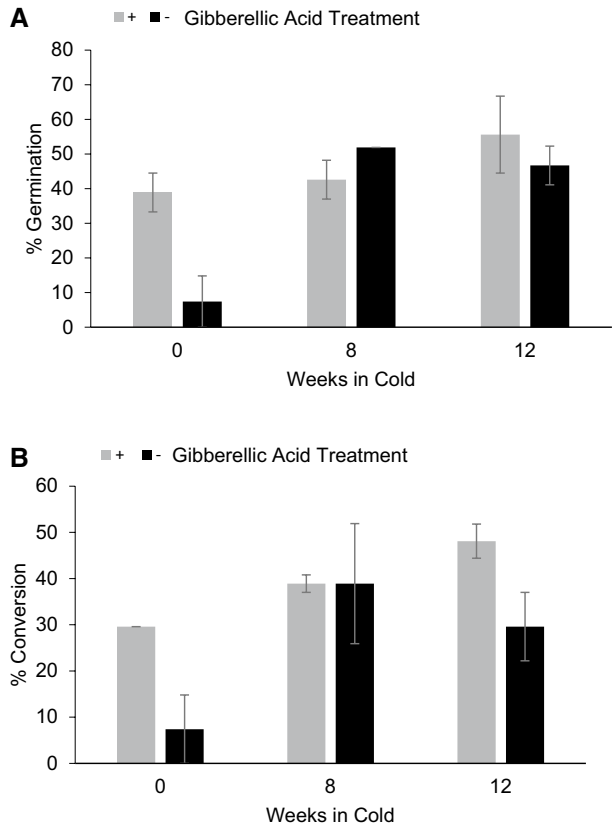 A
+ - Gibberellic Acid Treatment
80
70
60
50
40
30
20
10
0
% Germination
0 8 12
Weeks in Cold
B
+ - Gibberellic Acid Treatment
60
50
40
30
20
10
0
% Conversion
0 8 12
Weeks in Cold